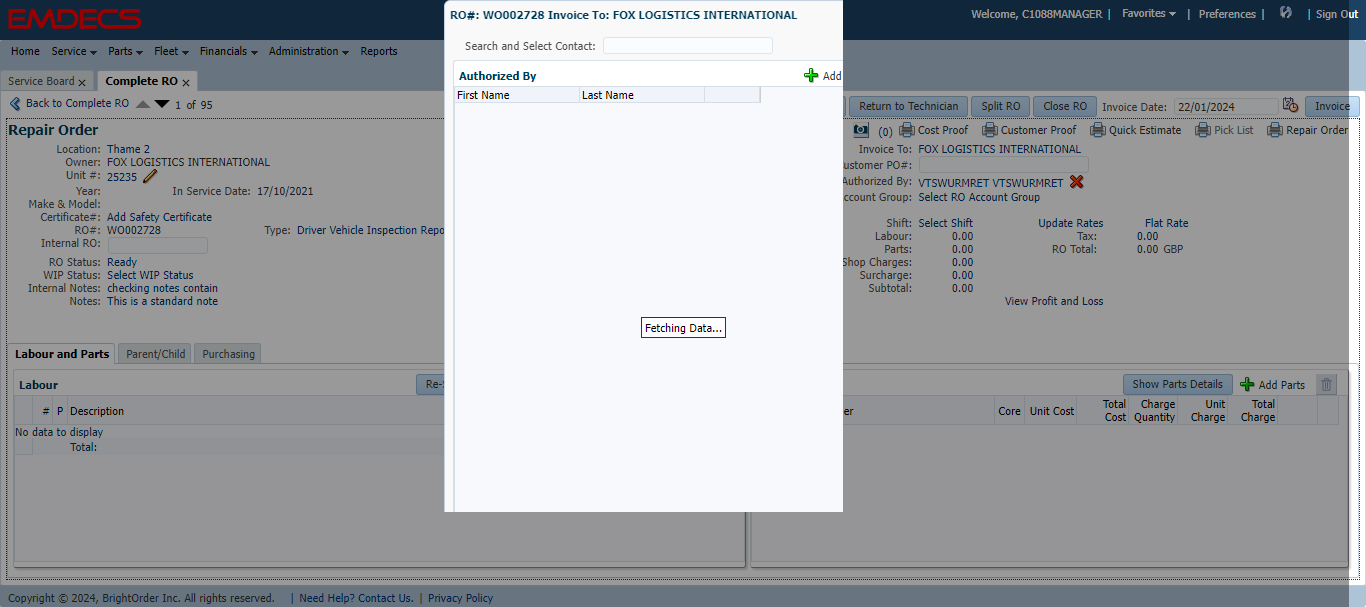 EMDECS
Welcome, C1088MANAGER | Favorites | Preferences | | Sign Out
Home Service Parts Fleet Financials Administration Reports
Service Board x Complete RO x
Back to Complete RO 1 of 95
Return to Technician Split RO Close RO Invoice Date: 22/01/2024 Invoice
Repair Order
(0) Cost Proof Customer Proof Quick Estimate Pick List Repair Order
Location: Thame 2
Owner: FOX LOGISTICS INTERNATIONAL
Unit #: 25235
Year: In Service Date: 17/10/2021
Make & Model:
Certificate#: Add Safety Certificate
RO#: WO002728 Type: Driver Vehicle Inspection Repo
Internal RO:
RO Status: Ready
WIP Status: Select WIP Status
Internal Notes: checking notes contain
Notes: This is a standard note
RO#: WO002728 Invoice To: FOX LOGISTICS INTERNATIONAL
Search and Select Contact:
Authorized By Add
First Name Last Name
Fetching Data...
Invoice To: FOX LOGISTICS INTERNATIONAL
ustomer PO#:
Authorized By: VTSWURMRET VTSWURMRET
ccount Group: Select RO Account Group
Shift: Select Shift Update Rates Flat Rate
Labour: 0.00 Tax: 0.00
Parts: 0.00 RO Total: 0.00 GBP
Shop Charges: 0.00
Surcharge: 0.00
Subtotal: 0.00
View Profit and Loss
Labour and Parts Parent/Child Purchasing
Labour Re-S
# P Description
No data to display
Total:
Show Parts Details Add Parts
er Core Unit Cost Total Cost Charge Quantity Unit Charge Total Charge
Copyright © 2024, BrightOrder Inc. All rights reserved. | Need Help? Contact Us. | Privacy Policy